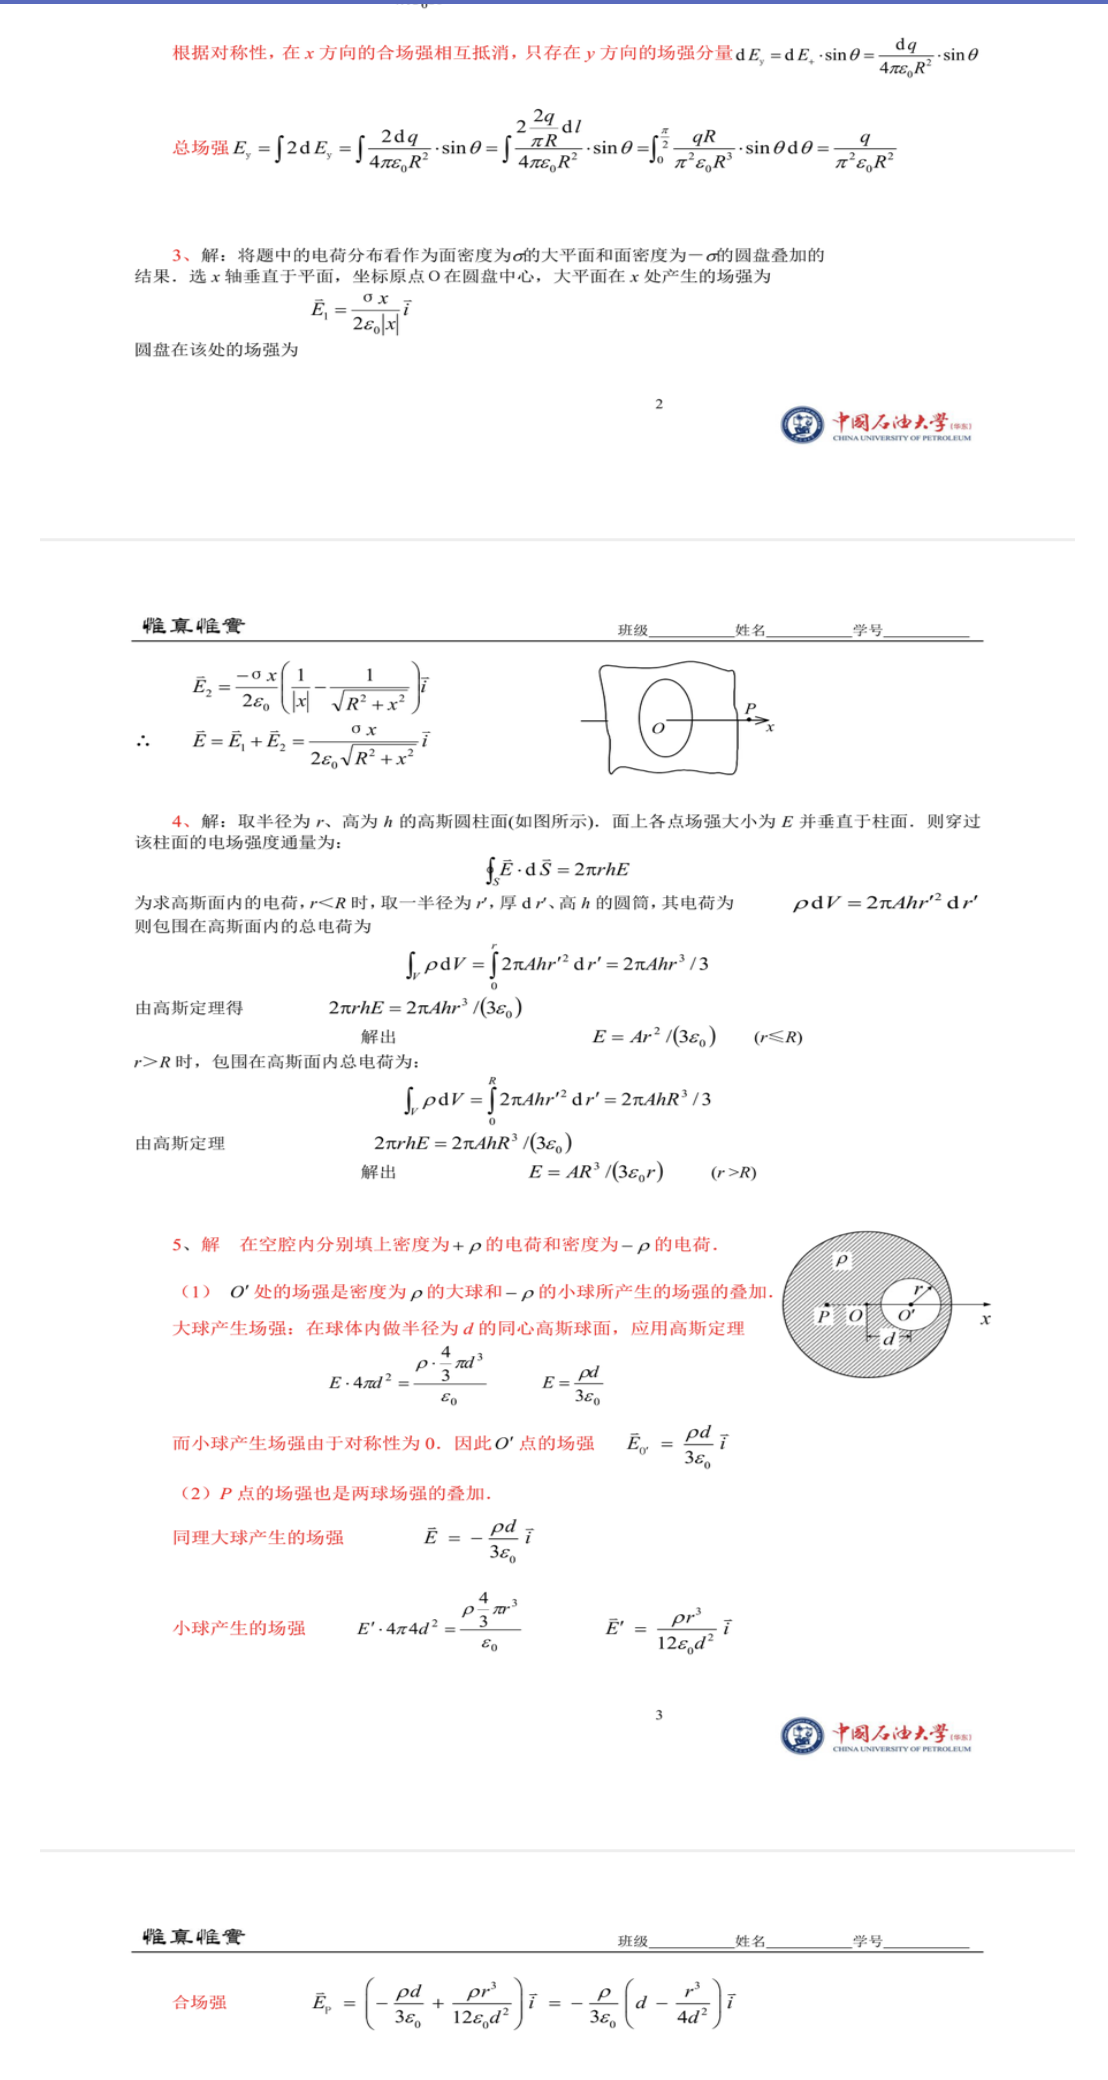 根据对称性，在 x 方向的合场强相互抵消，只存在 y 方向的场强分量 dE_y = dE_+ · sin θ = dq/(4πε₀R²) · sin θ
总场强 E_y = ∫2dE_y = ∫ 2dq/(4πε₀R²) · sin θ = ∫ (2 (2q/πR) dl)/(4πε₀R²) · sin θ = ∫₀^{π/2} qR/(π²ε₀R³) · sin θ dθ = q/(π²ε₀R²)
3、解：将题中的电荷分布看作为面密度为σ的大平面和面密度为－σ的圆盘叠加的
结果．选 x 轴垂直于平面，坐标原点O在圆盘中心，大平面在 x 处产生的场强为
E⃗₁ = σx/(2ε₀|x|) i⃗
圆盘在该处的场强为
2
中国石油大学(华东)
CHINA UNIVERSITY OF PETROLEUM
惟真惟实
班级 姓名 学号
E⃗₂ = −σx/(2ε₀) (1/|x| − 1/√(R² + x²)) i⃗
∴ E⃗ = E⃗₁ + E⃗₂ = σx/(2ε₀√(R² + x²)) i⃗
O P x
4、解：取半径为 r、高为 h 的高斯圆柱面(如图所示)．面上各点场强大小为 E 并垂直于柱面．则穿过
该柱面的电场强度通量为：
∮_S E⃗ · dS⃗ = 2πrhE
为求高斯面内的电荷，r＜R 时，取一半径为 r′，厚 d r′、高 h 的圆筒，其电荷为 ρdV = 2πAhr′² dr′
则包围在高斯面内的总电荷为
∫_V ρdV = ∫₀^r 2πAhr′² dr′ = 2πAhr³/3
由高斯定理得 2πrhE = 2πAhr³/(3ε₀)
解出 E = Ar²/(3ε₀) (r≤R)
r＞R 时，包围在高斯面内总电荷为：
∫_V ρdV = ∫₀^R 2πAhr′² dr′ = 2πAhR³/3
由高斯定理 2πrhE = 2πAhR³/(3ε₀)
解出 E = AR³/(3ε₀r) (r >R)
5、解 在空腔内分别填上密度为+ρ的电荷和密度为−ρ的电荷．
（1） O′ 处的场强是密度为ρ的大球和−ρ的小球所产生的场强的叠加．
大球产生场强：在球体内做半径为 d 的同心高斯球面，应用高斯定理
ρ r P O O′ d x
E · 4πd² = (ρ · 4/3 πd³)/ε₀ E = ρd/(3ε₀)
而小球产生场强由于对称性为 0．因此 O′ 点的场强 E⃗_{O′} = ρd/(3ε₀) i⃗
（2）P 点的场强也是两球场强的叠加．
同理大球产生的场强 E⃗ = −ρd/(3ε₀) i⃗
小球产生的场强 E′ · 4π4d² = (ρ 4/3 πr³)/ε₀ E⃗′ = ρr³/(12ε₀d²) i⃗
3
中国石油大学(华东)
CHINA UNIVERSITY OF PETROLEUM
惟真惟实
班级 姓名 学号
合场强 E⃗_P = (−ρd/(3ε₀) + ρr³/(12ε₀d²)) i⃗ = −ρ/(3ε₀) (d − r³/(4d²)) i⃗